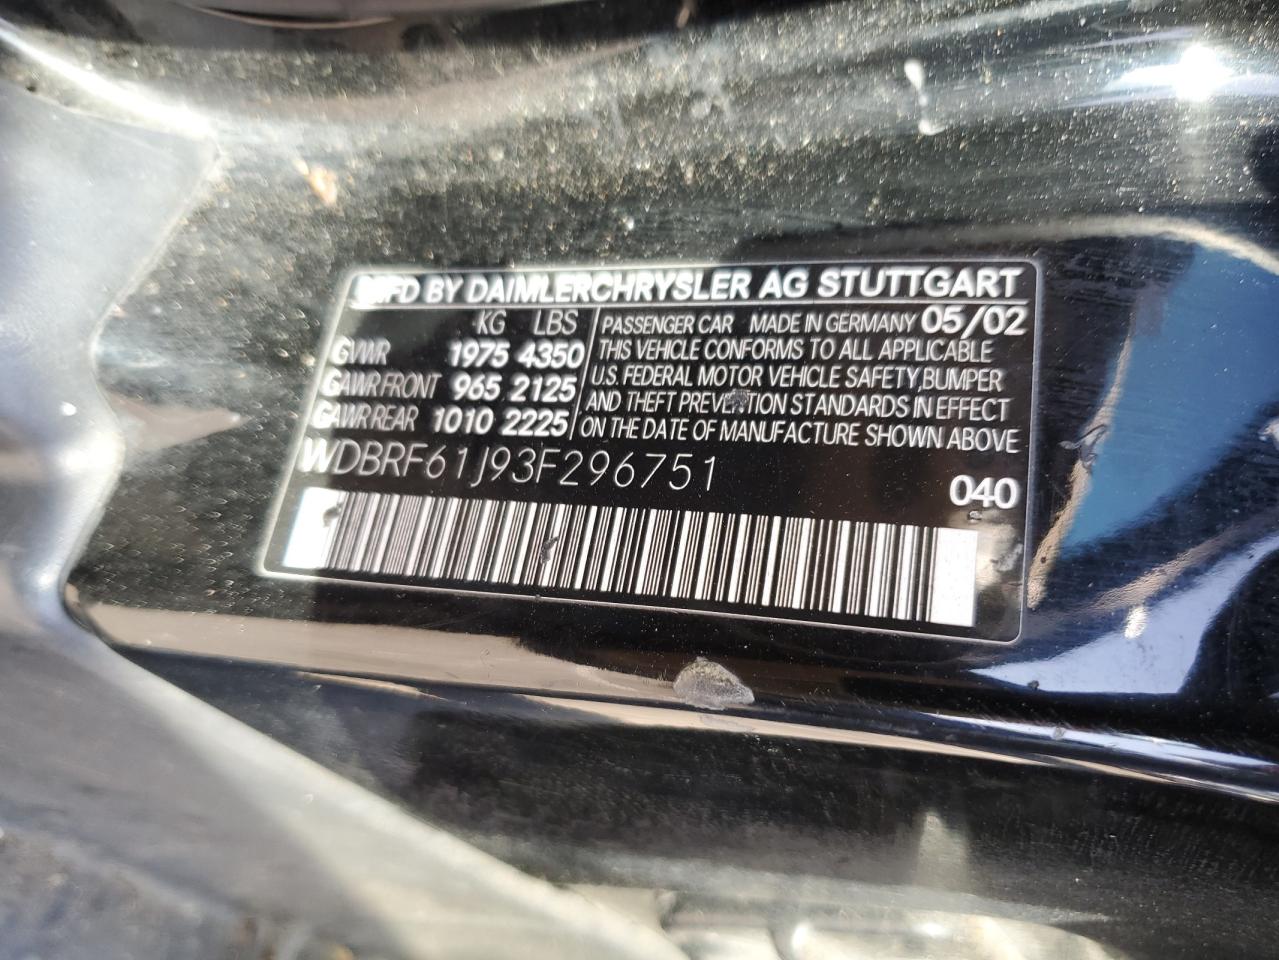 MFD BY DAIMLERCHRYSLER AG STUTTGART
KG LBS
GVWR 1975 4350
GAWR FRONT 965 2125
GAWR REAR 1010 2225
PASSENGER CAR MADE IN GERMANY 05/02
THIS VEHICLE CONFORMS TO ALL APPLICABLE
U.S. FEDERAL MOTOR VEHICLE SAFETY, BUMPER
AND THEFT PREVENTION STANDARDS IN EFFECT
ON THE DATE OF MANUFACTURE SHOWN ABOVE
WDBRF61J93F296751
040